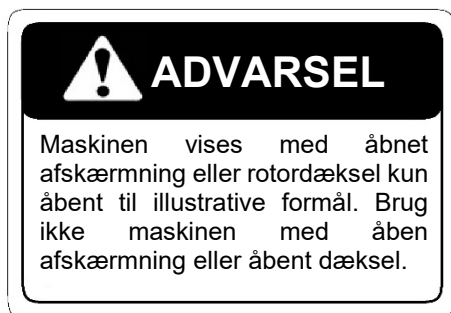 ADVARSEL
Maskinen vises med åbnet
afskærmning eller rotordæksel kun
åbent til illustrative formål. Brug
ikke maskinen med åben
afskærmning eller åbent dæksel.